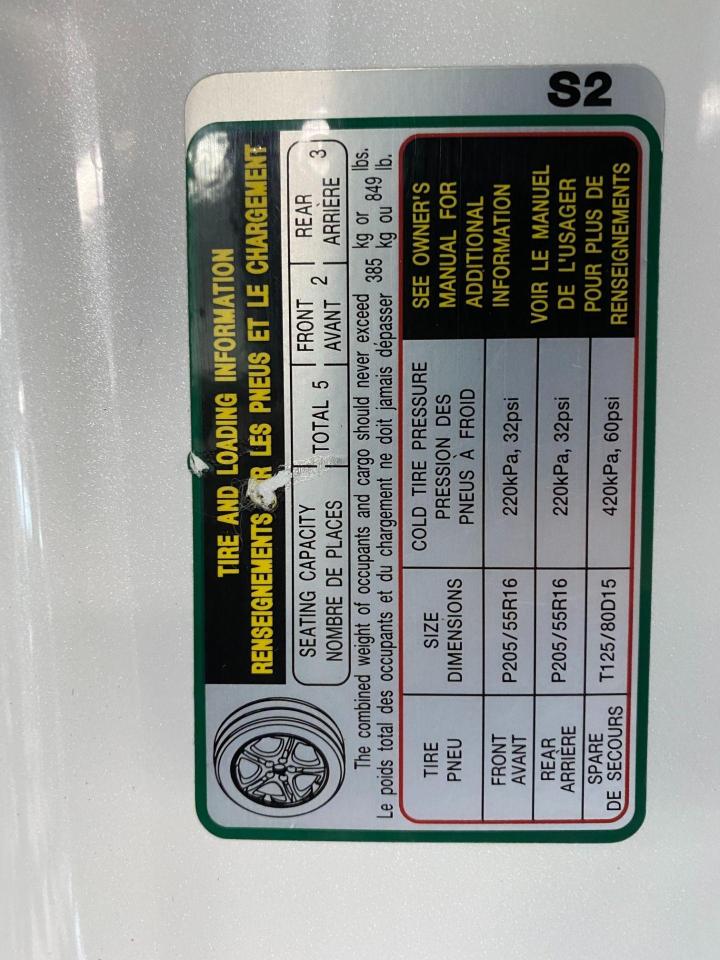 S2
TIRE AND LOADING INFORMATION
RENSEIGNEMENTS R LES PNEUS ET LE CHARGEMENT
SEATING CAPACITY TOTAL 5 FRONT 2 REAR 3
NOMBRE DE PLACES AVANT ARRIÈRE
The combined weight of occupants and cargo should never exceed 385 kg or 849 lbs.
Le poids total des occupants et du chargement ne doit jamais dépasser kg ou lb.
TIRE SIZE COLD TIRE PRESSURE
PNEU DIMENSIONS PRESSION DES
PNEUS À FROID
FRONT P205/55R16 220kPa, 32psi
AVANT
REAR P205/55R16 220kPa, 32psi
ARRIÈRE
SPARE T125/80D15 420kPa, 60psi
DE SECOURS
SEE OWNER'S
MANUAL FOR
ADDITIONAL
INFORMATION
VOIR LE MANUEL
DE L'USAGER
POUR PLUS DE
RENSEIGNEMENTS